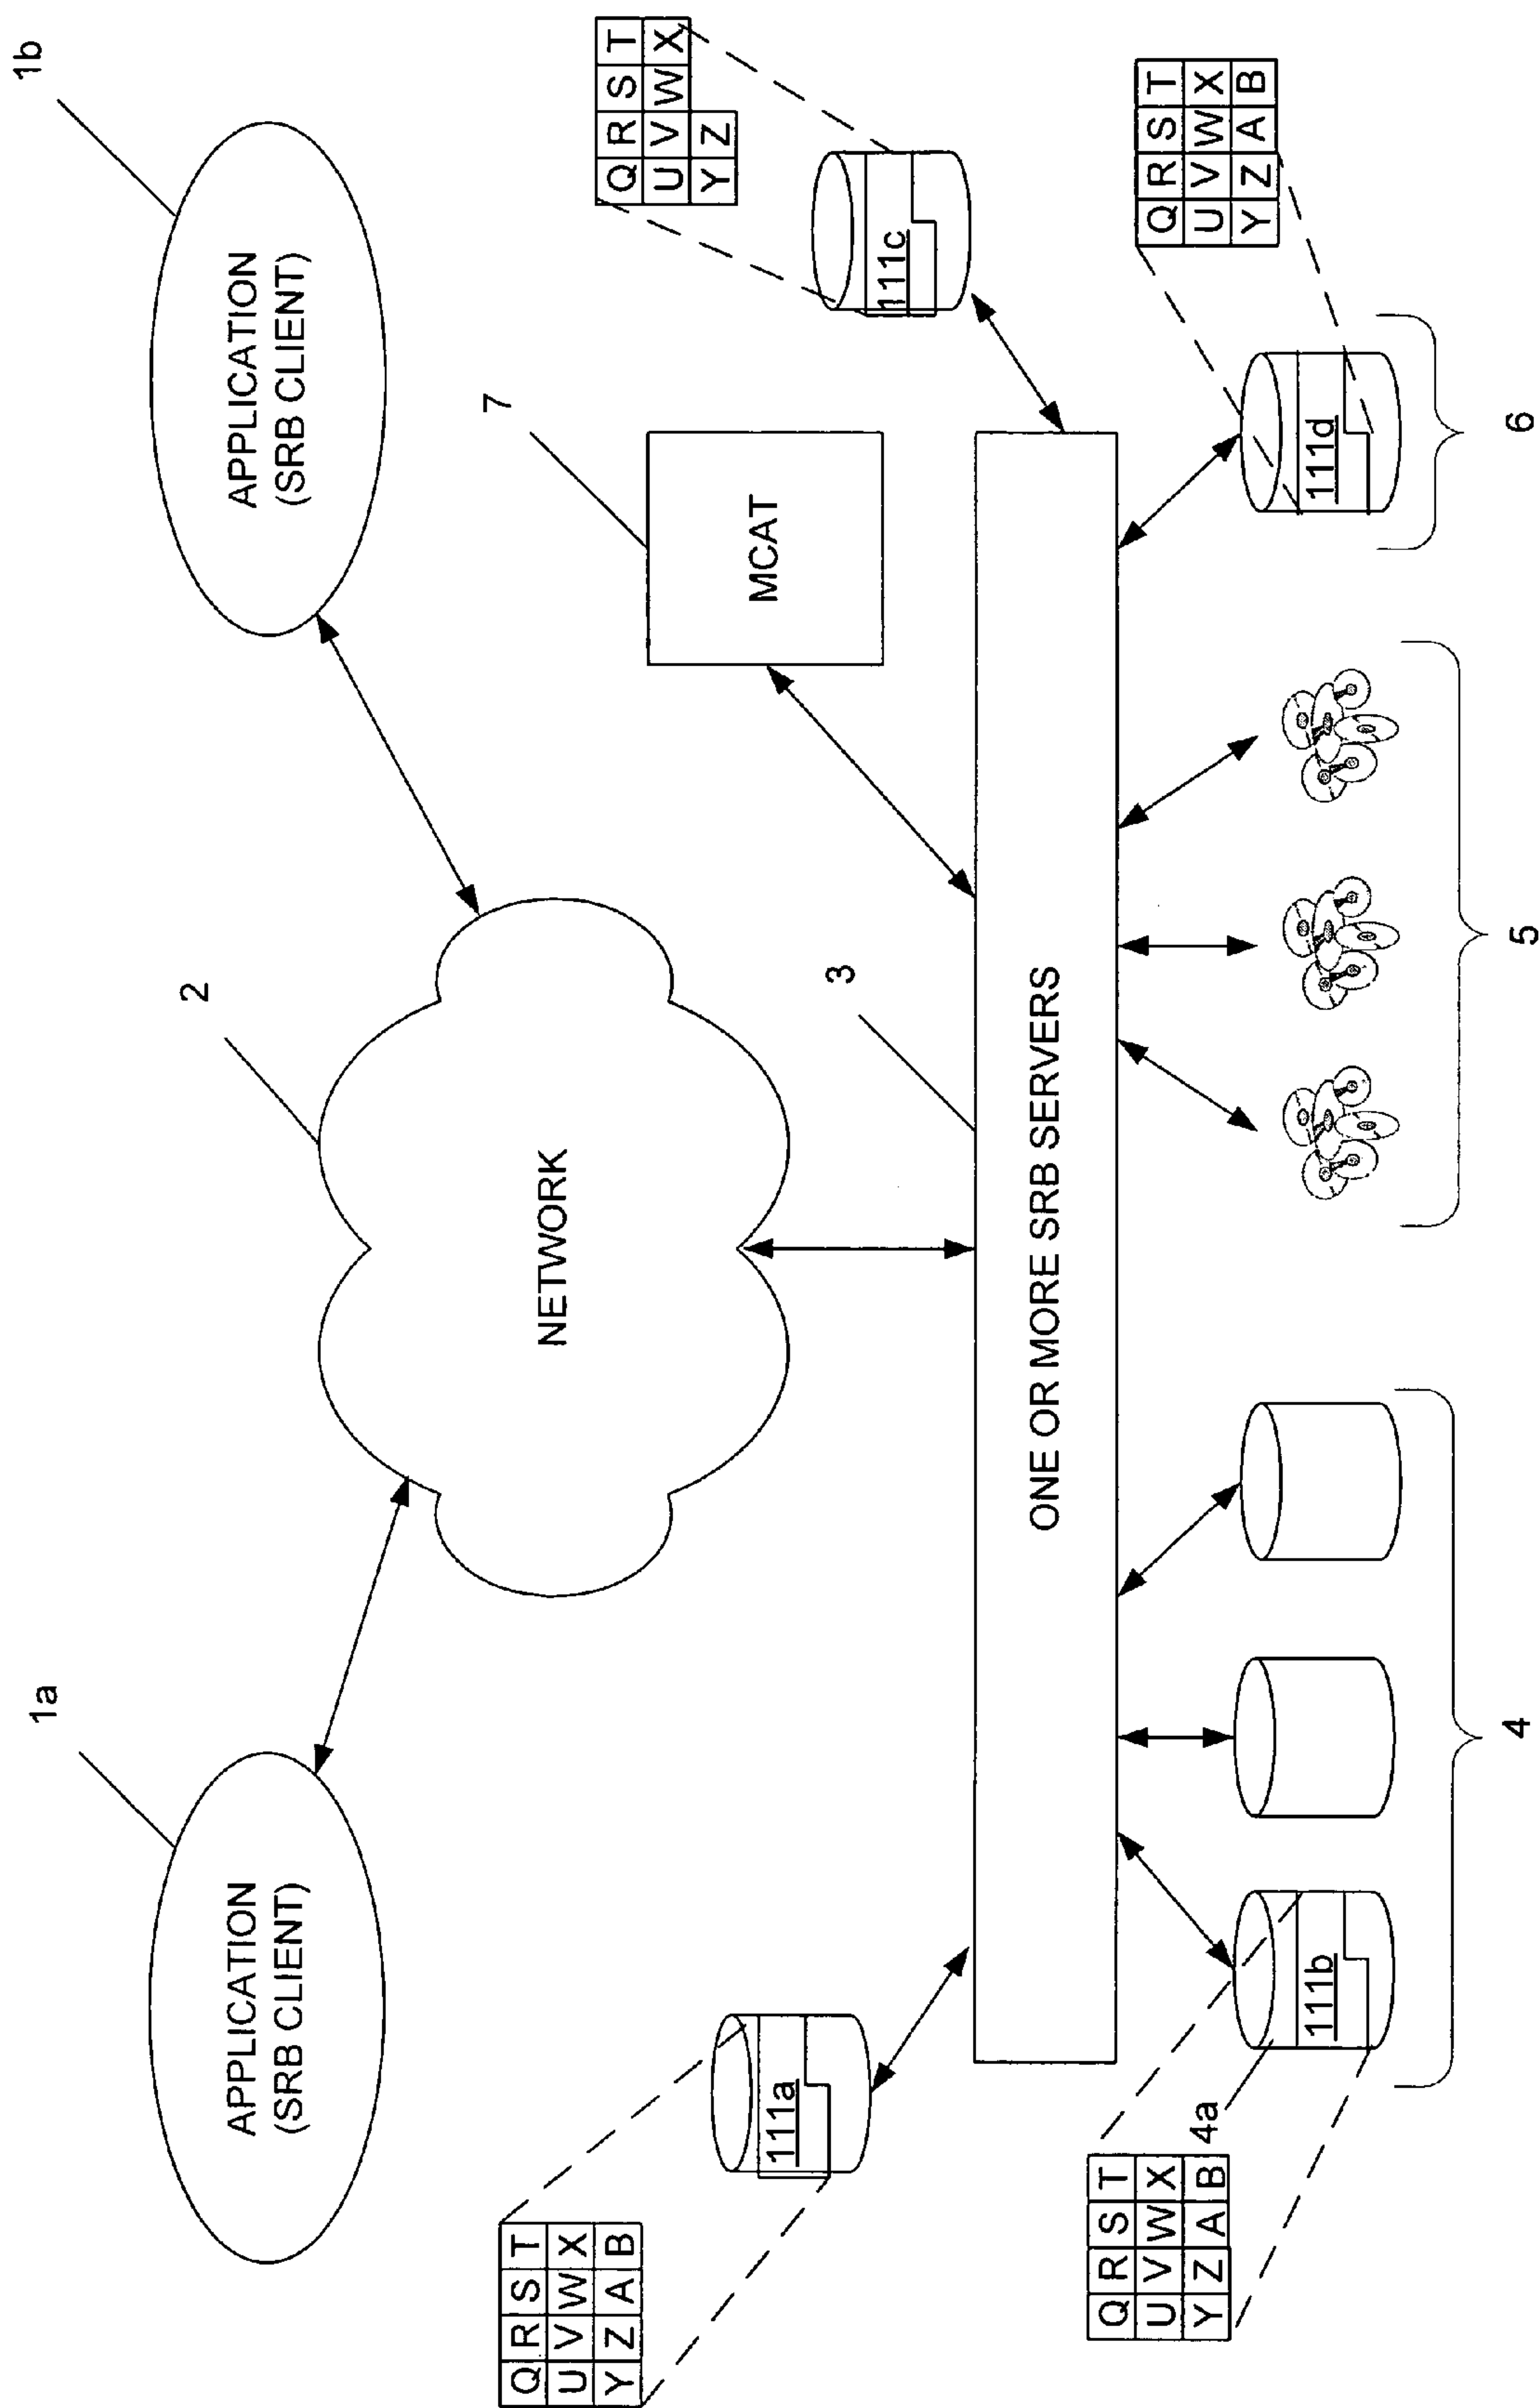 1a
1b
APPLICATION
(SRB CLIENT)
APPLICATION
(SRB CLIENT)
2
NETWORK
7
MCAT
Q R S T
U V W X
Y Z A B
111a
Q R S T
U V W X
Y Z
111c
3
ONE OR MORE SRB SERVERS
Q R S T
U V W X
Y Z A B
4a
111b
111d
Q R S T
U V W X
Y Z A B
4
5
6